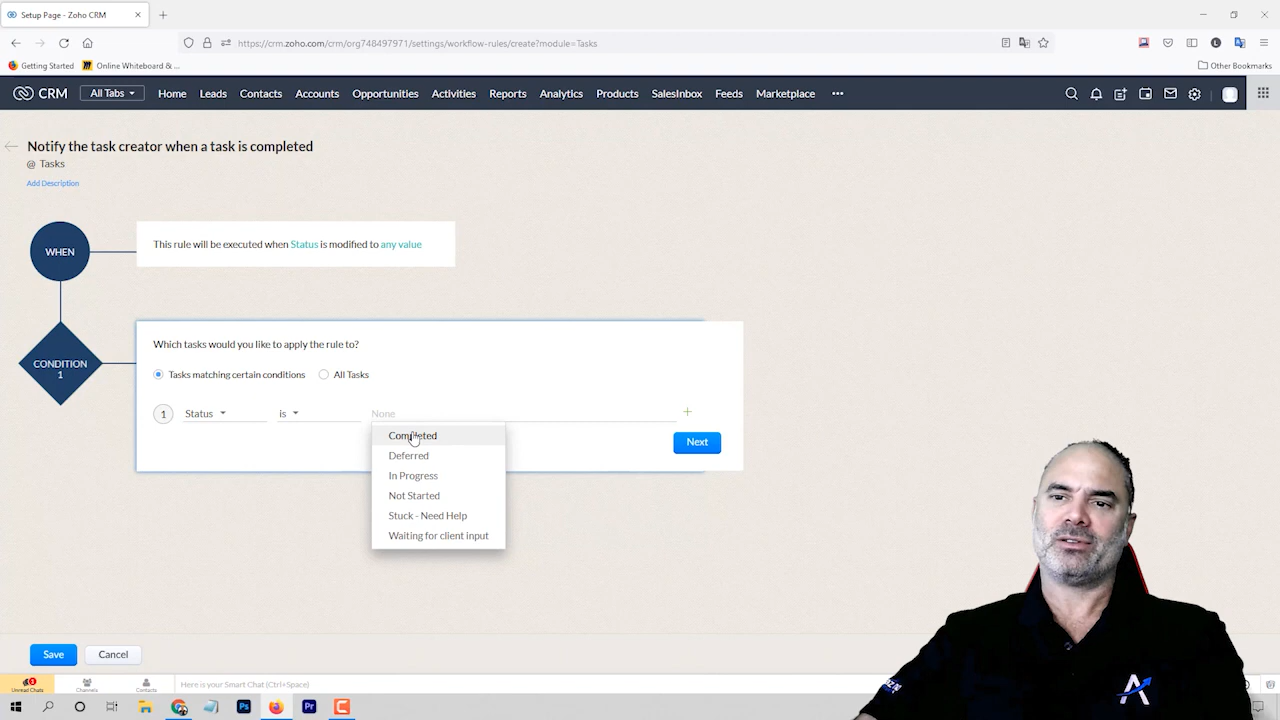 Setup Page - Zoho CRM
https://crm.zoho.com/crm/org748497971/settings/workflow-rules/create?module=Tasks
Getting Started
Online Whiteboard & ...
Other Bookmarks
CRM
All Tabs
Home
Leads
Contacts
Accounts
Opportunities
Activities
Reports
Analytics
Products
SalesInbox
Feeds
Marketplace
Notify the task creator when a task is completed
@ Tasks
Add Description
WHEN
This rule will be executed when Status is modified to any value
CONDITION
1
Which tasks would you like to apply the rule to?
Tasks matching certain conditions
All Tasks
1
Status
is
None
Completed
Deferred
In Progress
Not Started
Stuck - Need Help
Waiting for client input
Next
Save
Cancel
Unread Chats
Channels
Contacts
Here is your Smart Chat (Ctrl+Space)